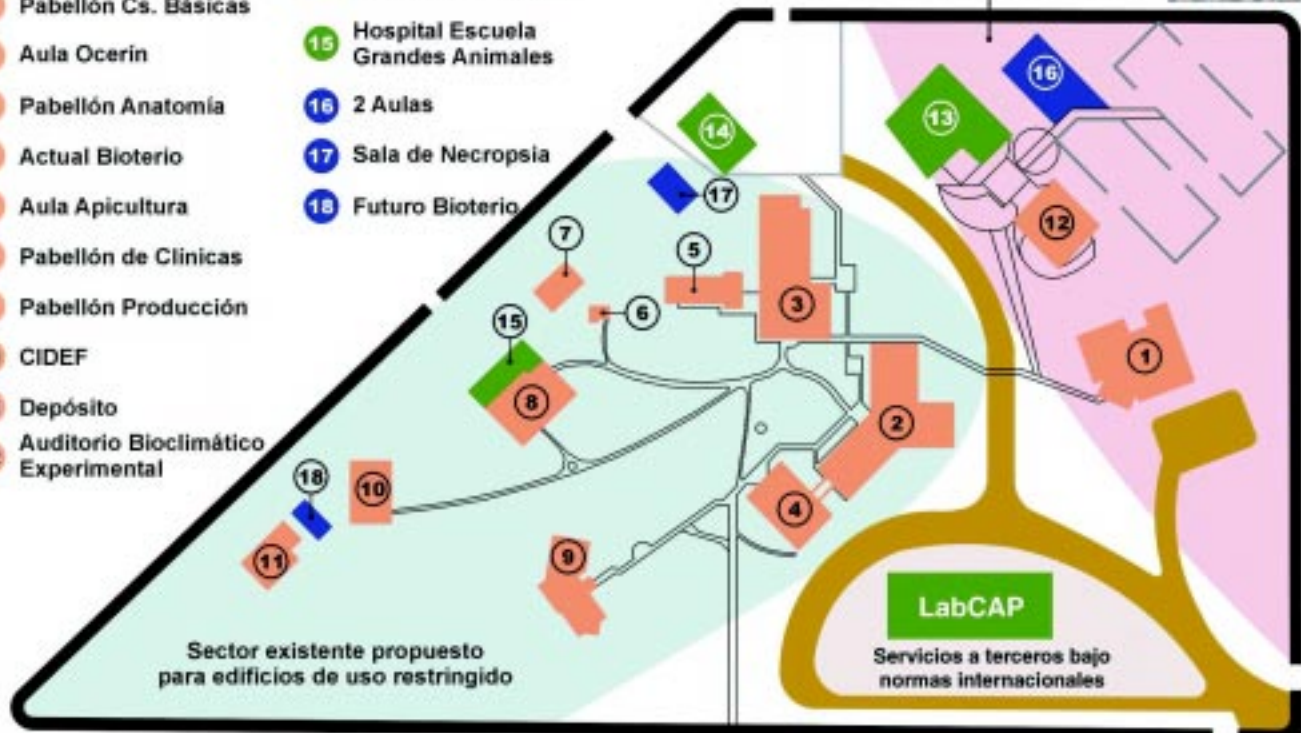 Pabellón Cs. Básicas
Aula Ocerín
Pabellón Anatomía
Actual Bioterio
Aula Apicultura
Pabellón de Clínicas
Pabellón Producción
CIDEF
Depósito
Auditorio Bioclimático
Experimental
15 Hospital Escuela
Grandes Animales
16 2 Aulas
17 Sala de Necropsia
18 Futuro Bioterio
16
13
14
17
12
7
5
3
6
15
1
8
2
18
10
4
11
9
LabCAP
Servicios a terceros bajo
normas internacionales
Sector existente propuesto
para edificios de uso restringido